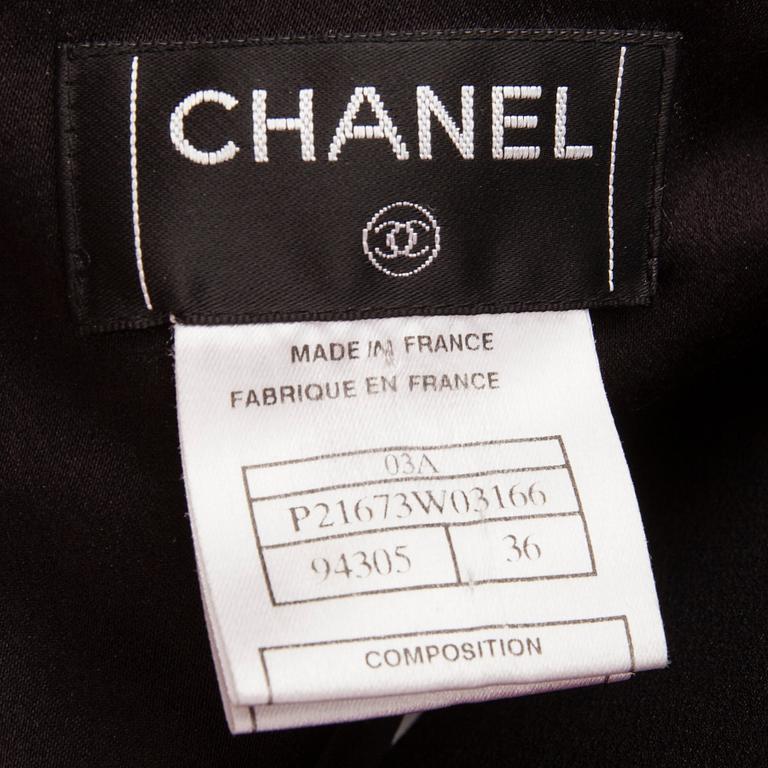 CHANEL
MADE IN FRANCE
FABRIQUE EN FRANCE
03A
P21673W03166
94305 36
COMPOSITION